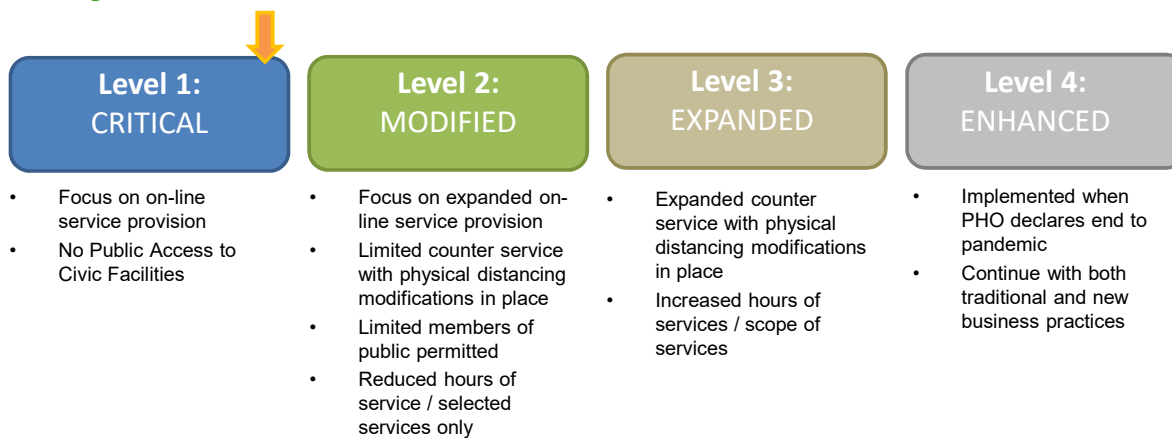 Level 1:
CRITICAL
• Focus on on-line
service provision
• No Public Access to
Civic Facilities
Level 2:
MODIFIED
• Focus on expanded on-
line service provision
• Limited counter service
with physical distancing
modifications in place
• Limited members of
public permitted
• Reduced hours of
service / selected
services only
Level 3:
EXPANDED
• Expanded counter
service with physical
distancing modifications
in place
• Increased hours of
services / scope of
services
Level 4:
ENHANCED
• Implemented when
PHO declares end to
pandemic
• Continue with both
traditional and new
business practices